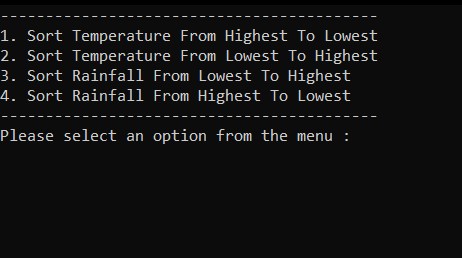 ------------------------------------------
1. Sort Temperature From Highest To Lowest
2. Sort Temperature From Lowest To Highest
3. Sort Rainfall From Lowest To Highest
4. Sort Rainfall From Highest To Lowest
------------------------------------------
Please select an option from the menu :